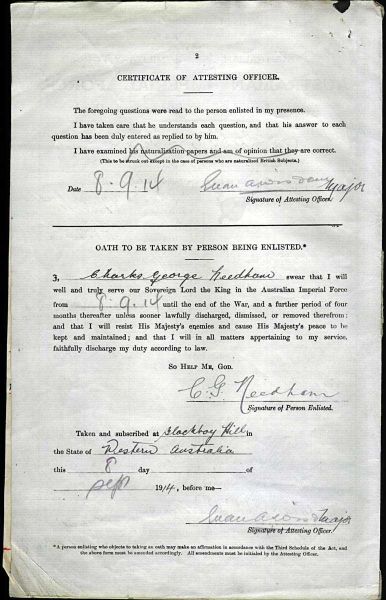 2
CERTIFICATE OF ATTESTING OFFICER.
The foregoing questions were read to the person enlisted in my presence.
I have taken care that he understands each question, and that his answer to each
question has been duly entered as replied to by him.
I have examined his naturalization papers and am of opinion that they are correct.
(This to be struck out except in the case of persons who are naturalized British Subjects.)
Date 8.9.14
Major
Signature of Attesting Officer.
OATH TO BE TAKEN BY PERSON BEING ENLISTED.*
I, Charles George Needham swear that I will
well and truly serve our Sovereign Lord the King in the Australian Imperial Force
from 8.9.14 until the end of the War, and a further period of four
months thereafter unless sooner lawfully discharged, dismissed, or removed therefrom;
and that I will resist His Majesty's enemies and cause His Majesty's peace to be
kept and maintained; and that I will in all matters appertaining to my service,
faithfully discharge my duty according to law.
SO HELP ME, GOD.
C G Needham
Signature of Person Enlisted.
Taken and subscribed at Blackboy Hill in
the State of Western Australia
this 8 day of
Sept 1914, before me—
Major
Signature of Attesting Officer.
*A person enlisting who objects to taking an oath may make an affirmation in accordance with the Third Schedule of the Act, and
the above form must be amended accordingly. All amendments must be initialed by the Attesting Officer.